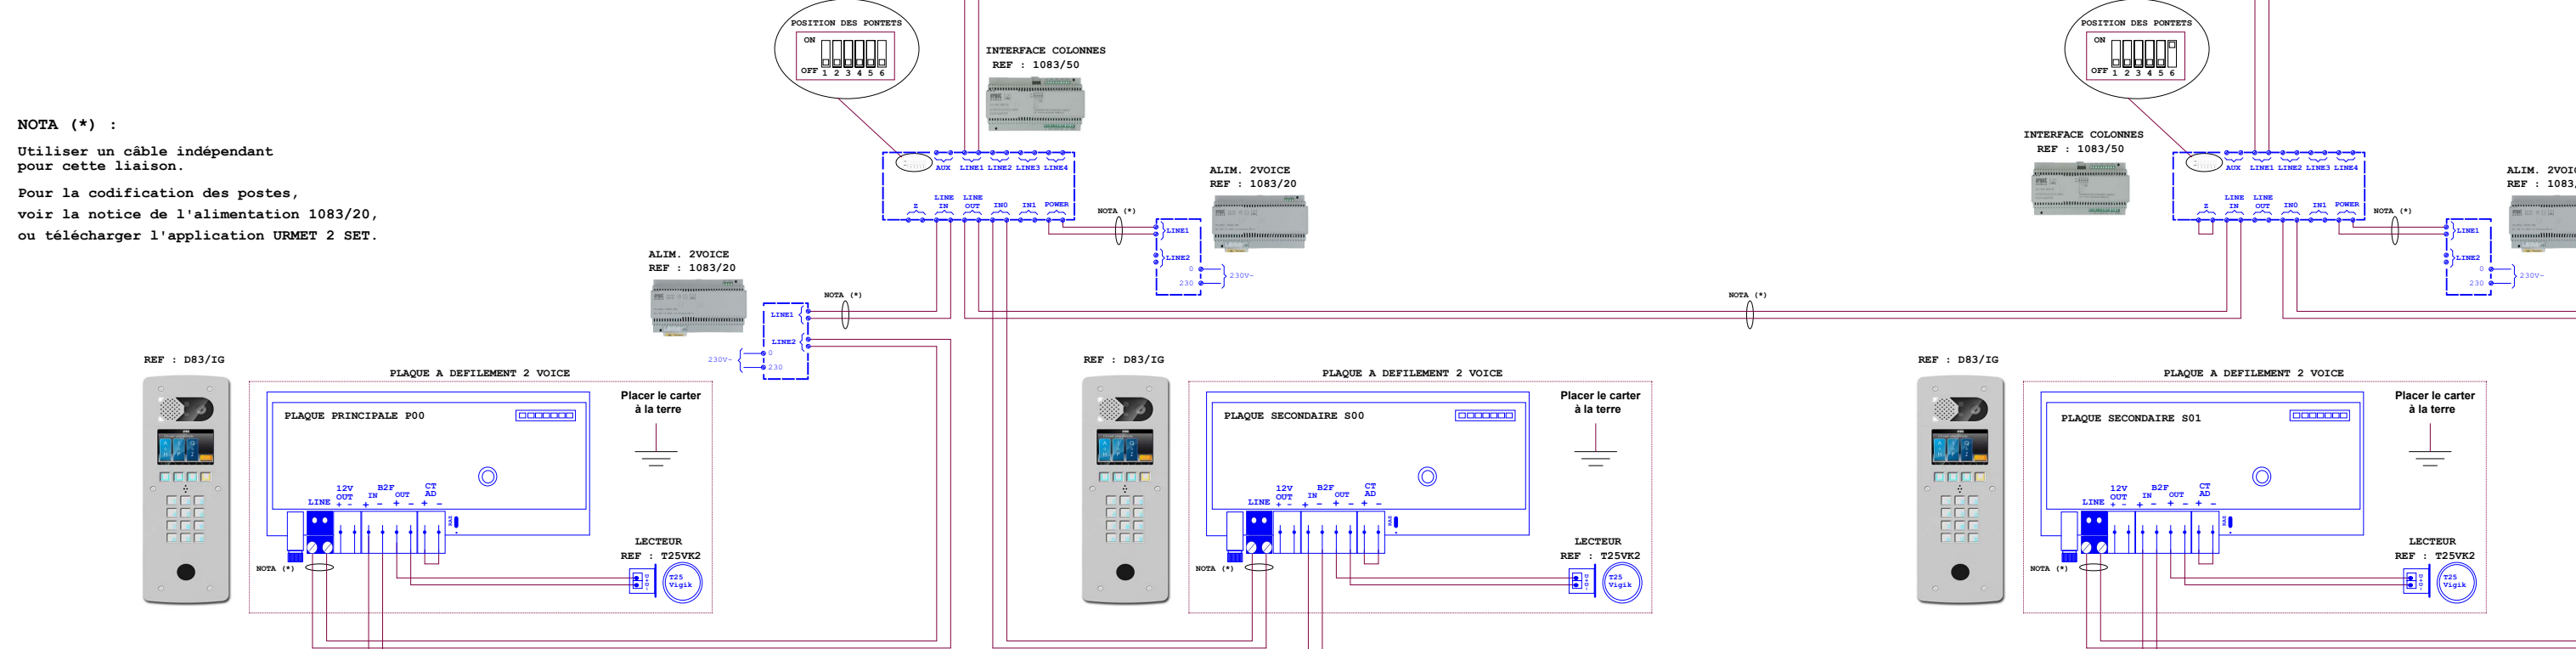 POSITION DES PONTETS
ON
OFF
1 2 3 4 5 6
INTERFACE COLONNES
REF : 1083/50
AUX LINE1 LINE2 LINE3 LINE4
Z LINE IN LINE OUT IN0 IN1 POWER
NOTA (*)
ALIM. 2VOICE
REF : 1083/20
LINE1
LINE2
0
230
230V~
POSITION DES PONTETS
ON
OFF
1 2 3 4 5 6
INTERFACE COLONNES
REF : 1083/50
AUX LINE1 LINE2 LINE3 LINE4
Z LINE IN LINE OUT IN0 IN1 POWER
NOTA (*)
ALIM. 2VOIC
REF : 1083/
LINE1
LINE2
0
230
230V~
NOTA (*) :
Utiliser un câble indépendant
pour cette liaison.
Pour la codification des postes,
voir la notice de l'alimentation 1083/20,
ou télécharger l'application URMET 2 SET.
ALIM. 2VOICE
REF : 1083/20
NOTA (*)
LINE1
LINE2
230V~
0
230
NOTA (*)
REF : D83/IG
PLAQUE A DEFILEMENT 2 VOICE
PLAQUE PRINCIPALE P00
Placer le carter
à la terre
LINE
12V
OUT
+ -
B2F
IN OUT
+ - + -
CT
AD
+ -
NOTA (*)
LECTEUR
REF : T25VK2
T25
Vigik
REF : D83/IG
PLAQUE A DEFILEMENT 2 VOICE
PLAQUE SECONDAIRE S00
Placer le carter
à la terre
LINE
12V
OUT
+ -
B2F
IN OUT
+ - + -
CT
AD
+ -
NOTA (*)
LECTEUR
REF : T25VK2
T25
Vigik
REF : D83/IG
PLAQUE A DEFILEMENT 2 VOICE
PLAQUE SECONDAIRE S01
Placer le carter
à la terre
LINE
12V
OUT
+ -
B2F
IN OUT
+ - + -
CT
AD
+ -
NOTA (*)
LECTEUR
REF : T25VK2
T25
Vigik